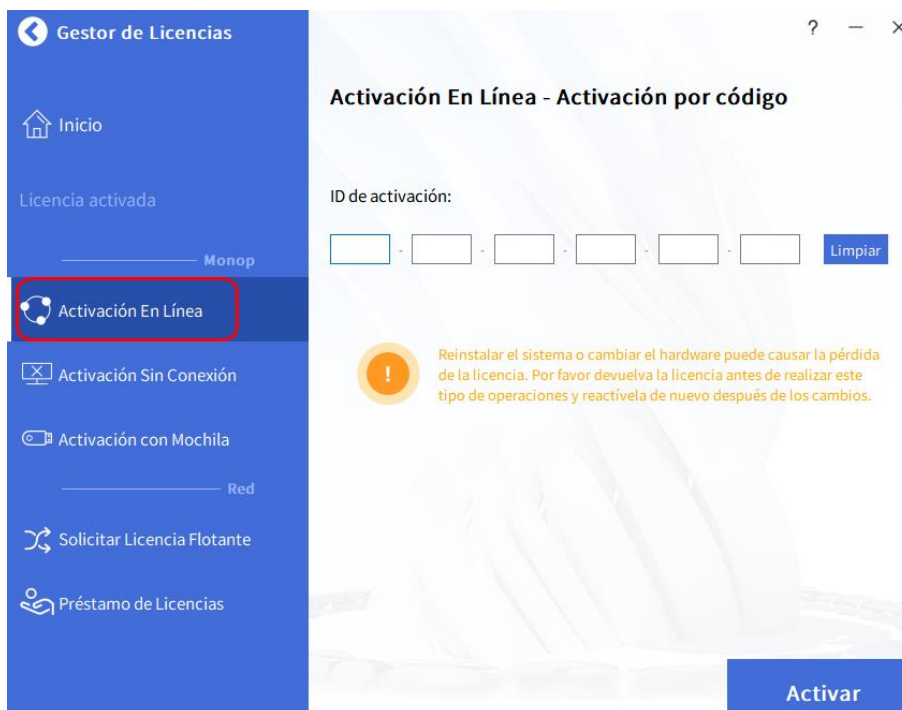 Gestor de Licencias
?
Inicio
Licencia activada
Monop
Activación En Línea
Activación Sin Conexión
Activación con Mochila
Red
Solicitar Licencia Flotante
Préstamo de Licencias
Activación En Línea - Activación por código
ID de activación:
- - - - -
Limpiar
!
Reinstalar el sistema o cambiar el hardware puede causar la pérdida
de la licencia. Por favor devuelva la licencia antes de realizar este
tipo de operaciones y reactívela de nuevo después de los cambios.
Activar